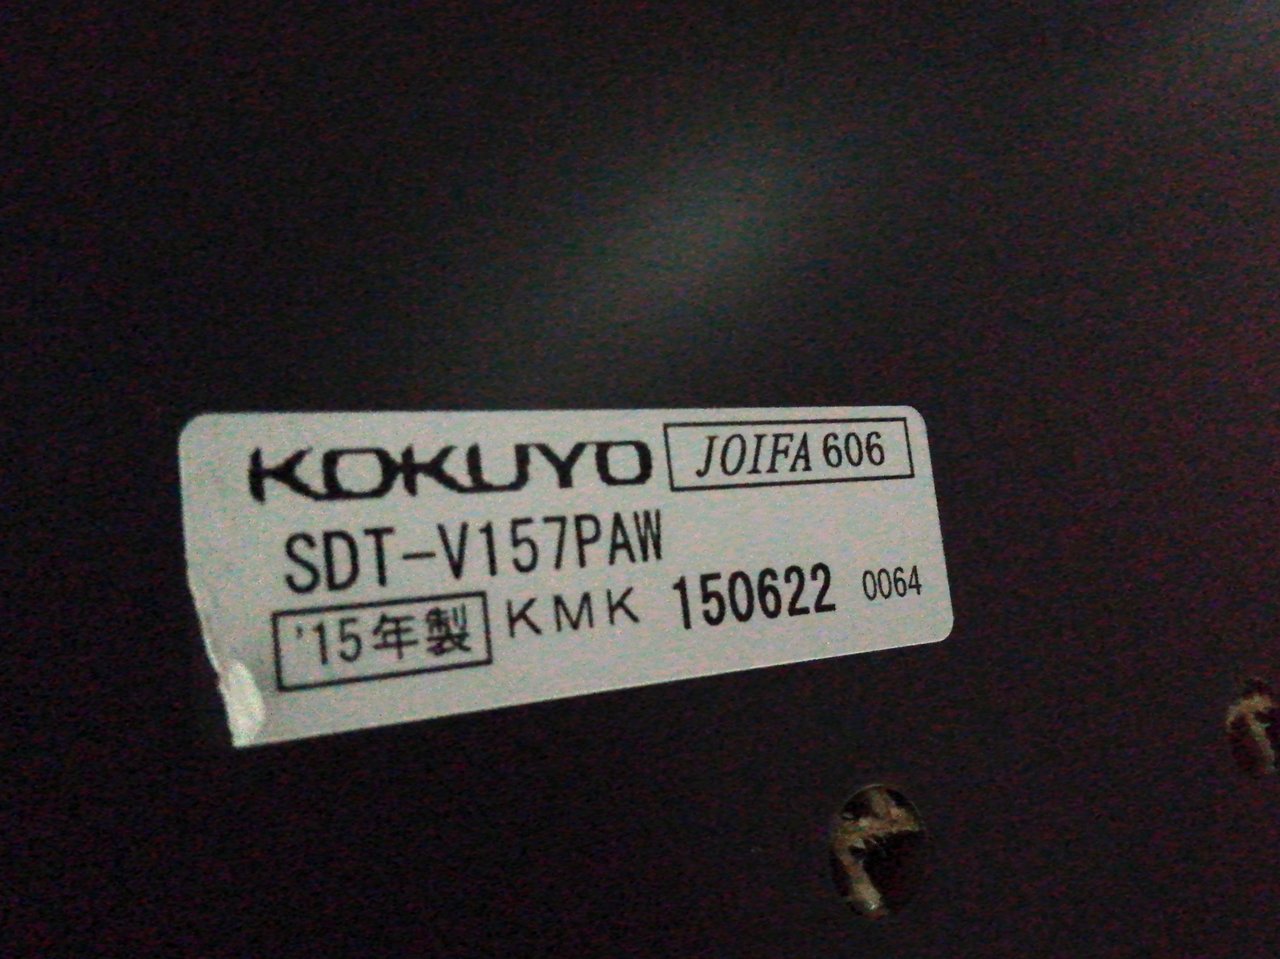 KOKUYO JOIFA 606
SDT-V157PAW
'15年製 KMK 150622 0064